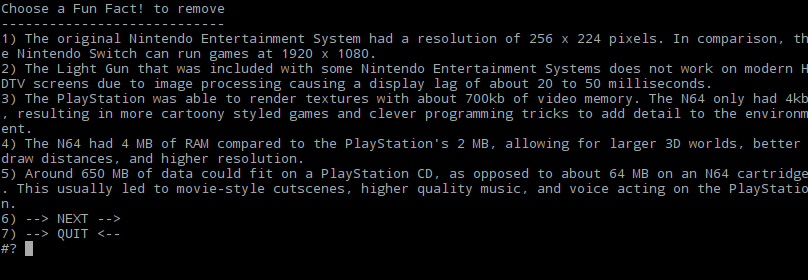 Choose a Fun Fact! to remove
---------------------------
1) The original Nintendo Entertainment System had a resolution of 256 x 224 pixels. In comparison, th
e Nintendo Switch can run games at 1920 x 1080.
2) The Light Gun that was included with some Nintendo Entertainment Systems does not work on modern H
DTV screens due to image processing causing a display lag of about 20 to 50 milliseconds.
3) The PlayStation was able to render textures with about 700kb of video memory. The N64 only had 4kb
, resulting in more cartoony styled games and clever programming tricks to add detail to the environm
ent.
4) The N64 had 4 MB of RAM compared to the PlayStation's 2 MB, allowing for larger 3D worlds, better
draw distances, and higher resolution.
5) Around 650 MB of data could fit on a PlayStation CD, as opposed to about 64 MB on an N64 cartridge
. This usually led to movie-style cutscenes, higher quality music, and voice acting on the PlayStatio
n.
6) --> NEXT -->
7) --> QUIT <--
#?